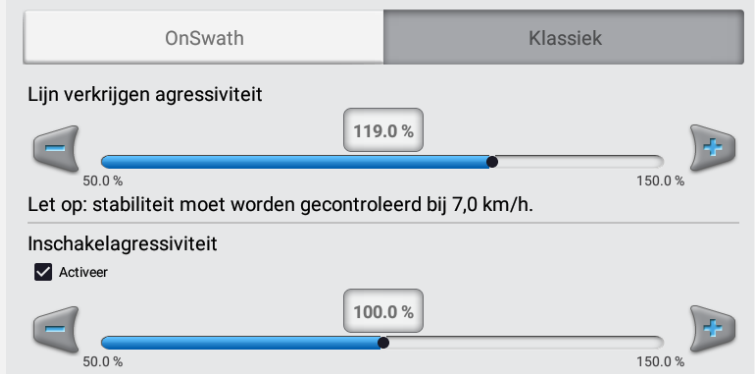 OnSwath Klassiek
Lijn verkrijgen agressiviteit
119.0 %
50.0 % 150.0 %
Let op: stabiliteit moet worden gecontroleerd bij 7,0 km/h.
Inschakelagressiviteit
Activeer
100.0 %
50.0 % 150.0 %